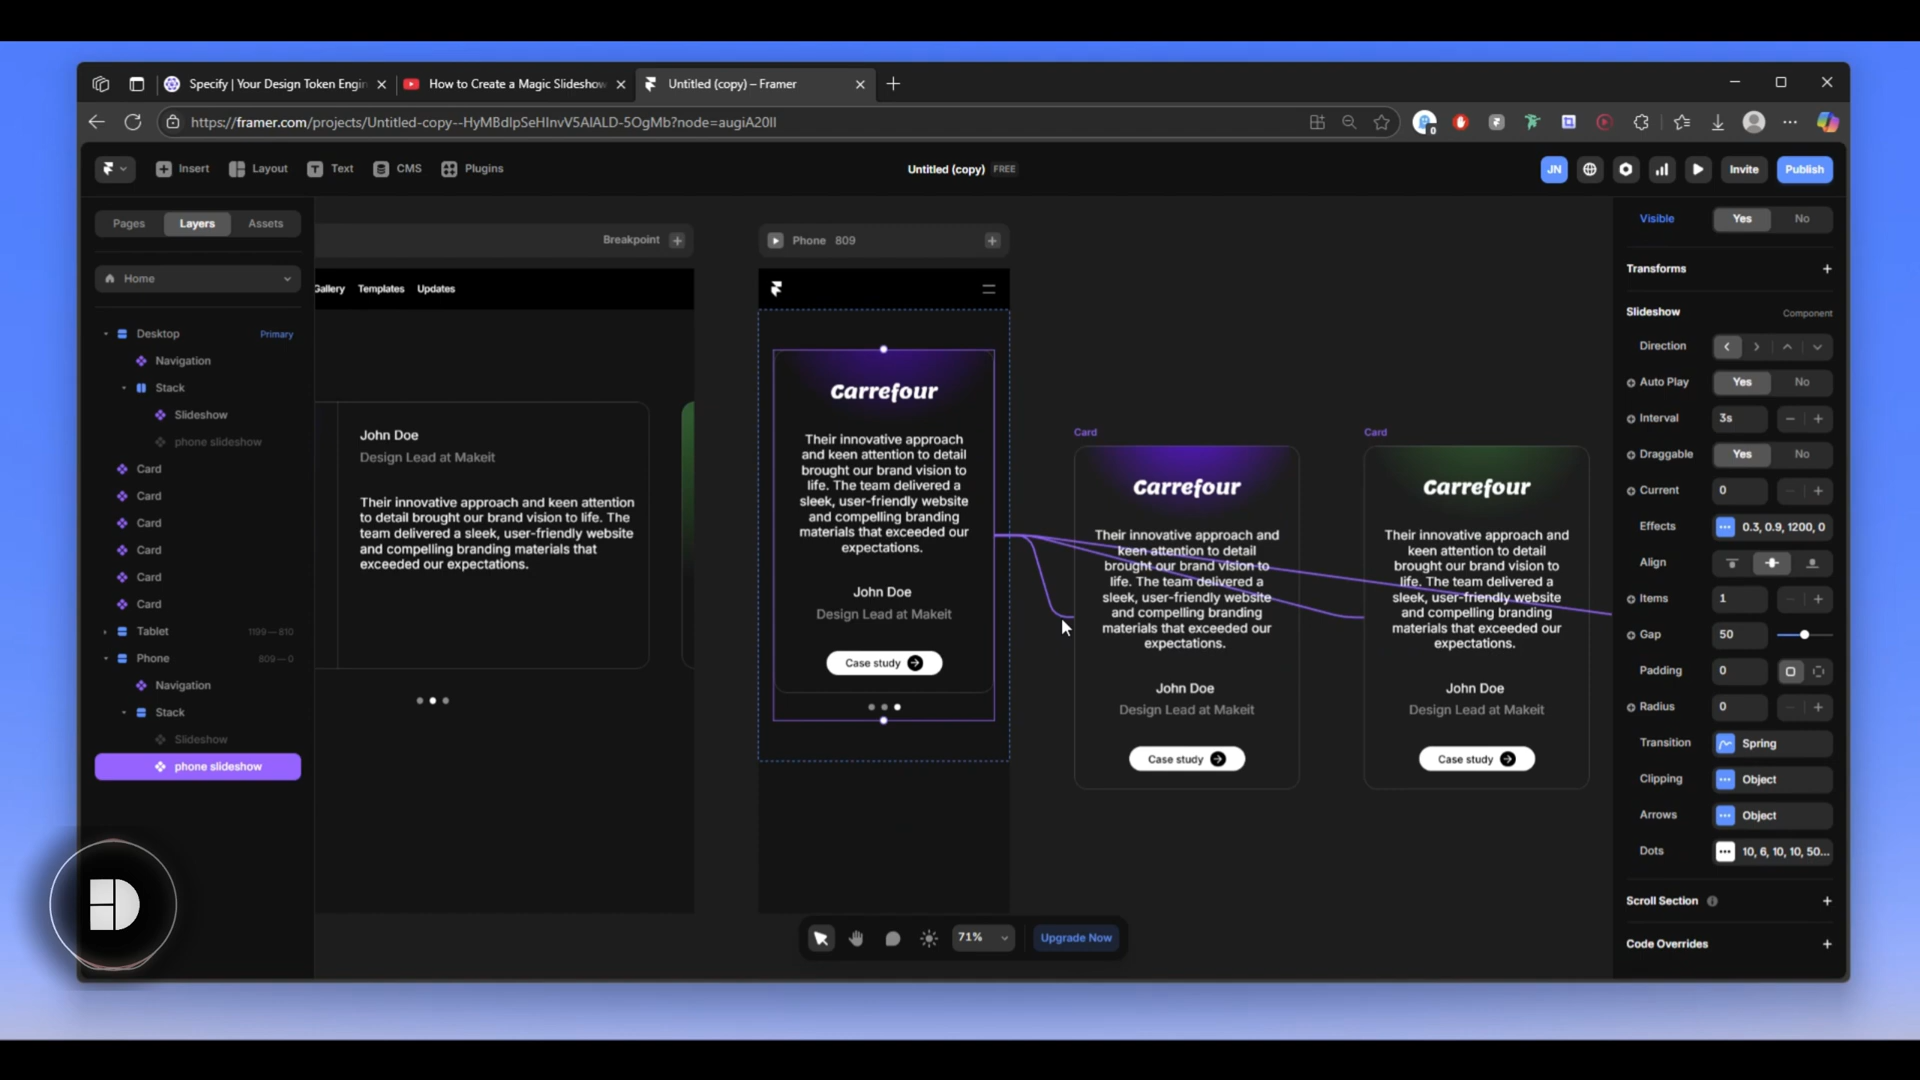 Specify | Your Design Token Engin
How to Create a Magic Slideshow
Untitled (copy) – Framer
https://framer.com/projects/Untitled-copy--HyMBdlpSeHInvV5AIALD-5OgMb?node=augiA20Il
0
Insert
Layout
Text
CMS
Plugins
Untitled (copy) FREE
JN
Invite
Publish
Pages
Layers
Assets
Home
Desktop
Primary
Navigation
Stack
Slideshow
phone slideshow
Card
Card
Card
Card
Card
Card
Tablet
1199—810
Phone
809—0
Navigation
Stack
Slideshow
phone slideshow
Breakpoint
Gallery
Templates
Updates
John Doe
Design Lead at Makeit
Their innovative approach and keen attention
to detail brought our brand vision to life. The
team delivered a sleek, user-friendly website
and compelling branding materials that
exceeded our expectations.
Phone 809
Carrefour
Their innovative approach
and keen attention to detail
brought our brand vision to
life. The team delivered a
sleek, user-friendly website
and compelling branding
materials that exceeded our
expectations.
John Doe
Design Lead at Makeit
Case study
Card
Carrefour
Their innovative approach and
keen attention to detail
brought our brand vision to
life. The team delivered a
sleek, user-friendly website
and compelling branding
materials that exceeded our
expectations.
John Doe
Design Lead at Makeit
Case study
Card
Carrefour
Their innovative approach and
keen attention to detail
brought our brand vision to
life. The team delivered a
sleek, user-friendly website
and compelling branding
materials that exceeded our
expectations.
John Doe
Design Lead at Makeit
Case study
71%
Upgrade Now
Visible
Yes
No
Transforms
Slideshow
Component
Direction
Auto Play
Yes
No
Interval
3s
Draggable
Yes
No
Current
0
Effects
0.3, 0.9, 1200, 0
Align
Items
1
Gap
50
Padding
0
Radius
0
Transition
Spring
Clipping
Object
Arrows
Object
Dots
10, 6, 10, 10, 50...
Scroll Section
Code Overrides